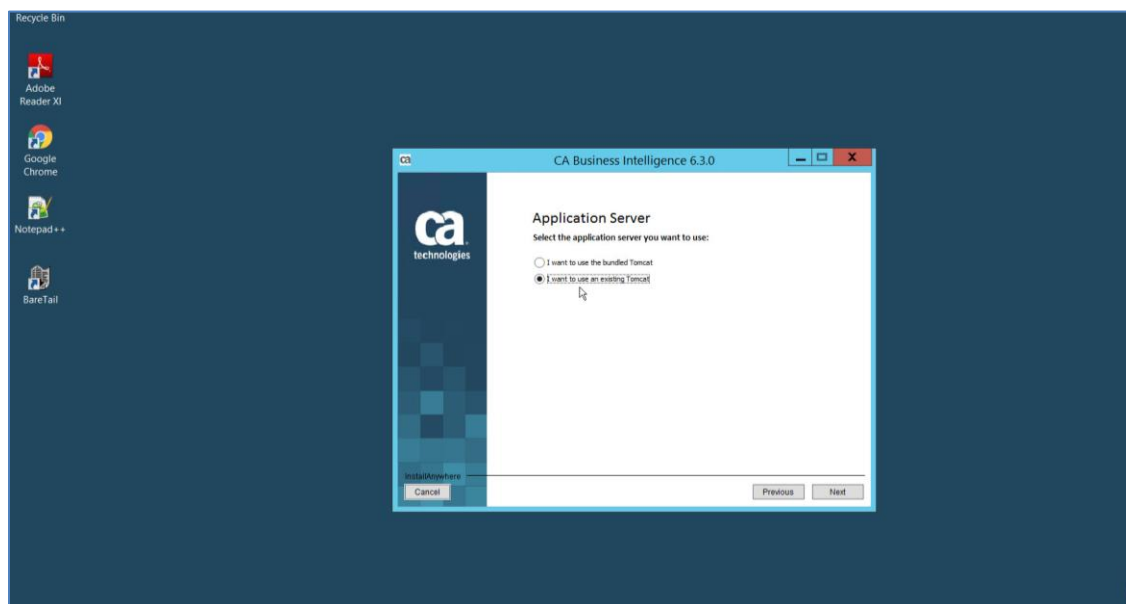 Recycle Bin
Adobe
Reader XI
Google
Chrome
Notepad++
BareTail
ca
CA Business Intelligence 6.3.0
ca
technologies
Application Server
Select the application server you want to use:
I want to use the bundled Tomcat
I want to use an existing Tomcat
InstallAnywhere
Cancel
Previous
Next